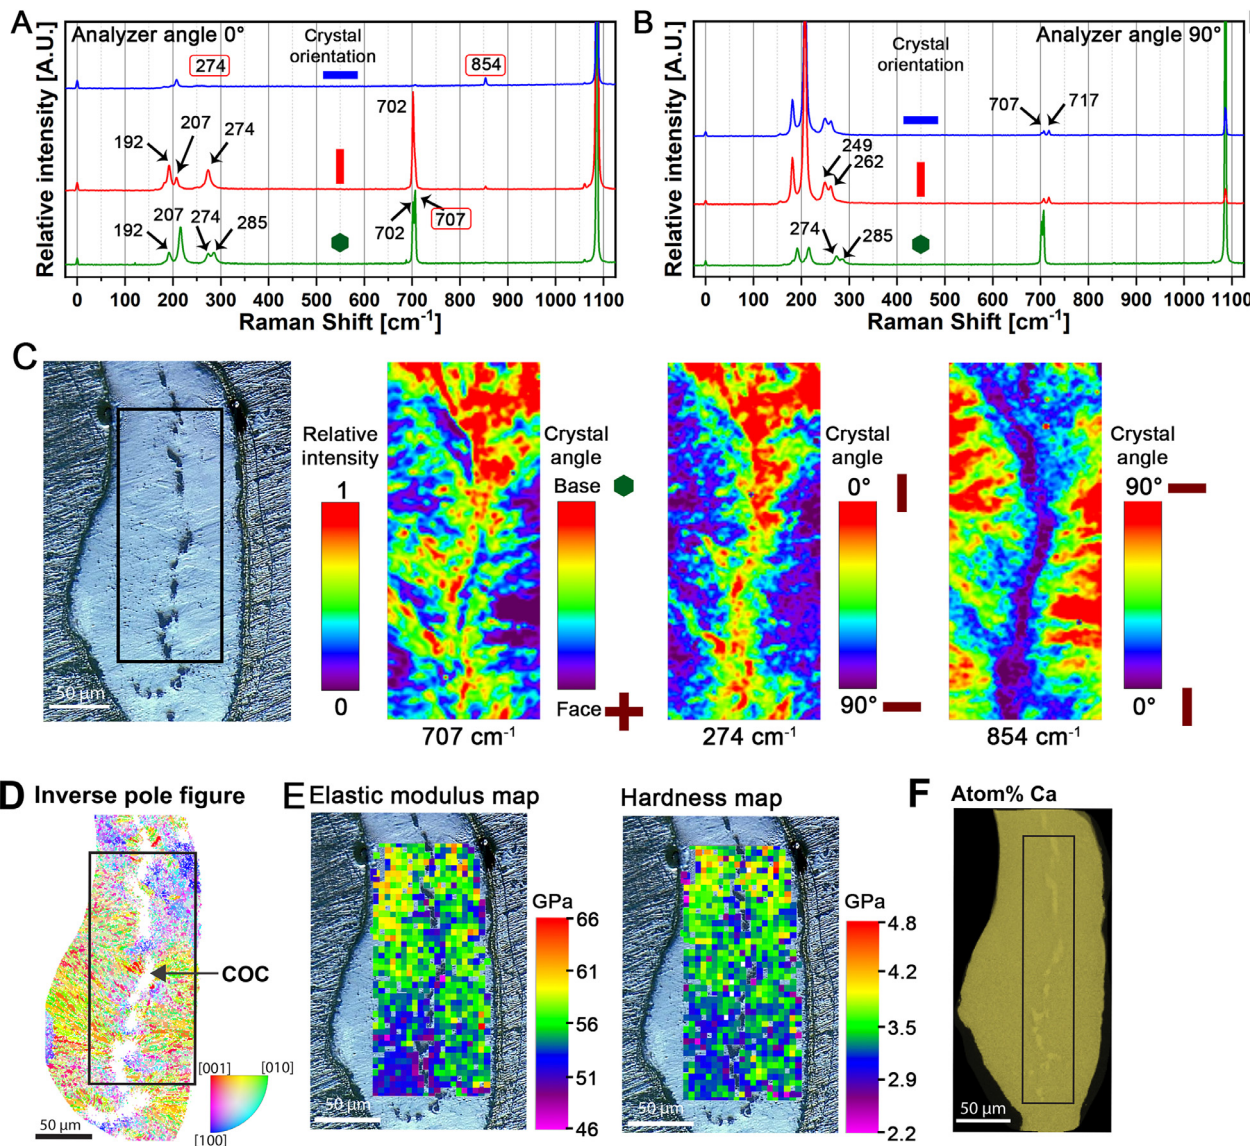 A
Analyzer angle 0°
Crystal
orientation
274
854
702
192
207
274
207
274
285
192
702
707
Relative intensity [A.U.]
0 100 200 300 400 500 600 700 800 900 1000 1100
Raman Shift [cm-1]
B
Analyzer angle 90°
Crystal
orientation
707
717
249
262
274
285
Relative intensity [A.U.]
0 100 200 300 400 500 600 700 800 900 1000 1100
Raman Shift [cm-1]
C
50 µm
Relative
intensity
1
0
707 cm-1
Crystal
angle
Base
Face
274 cm-1
Crystal
angle
0°
90°
854 cm-1
Crystal
angle
90°
0°
D Inverse pole figure
COC
[001]
[010]
[100]
50 µm
E Elastic modulus map
GPa
66
61
56
51
46
50 µm
Hardness map
GPa
4.8
4.2
3.5
2.9
2.2
50 µm
F
Atom% Ca
50 µm